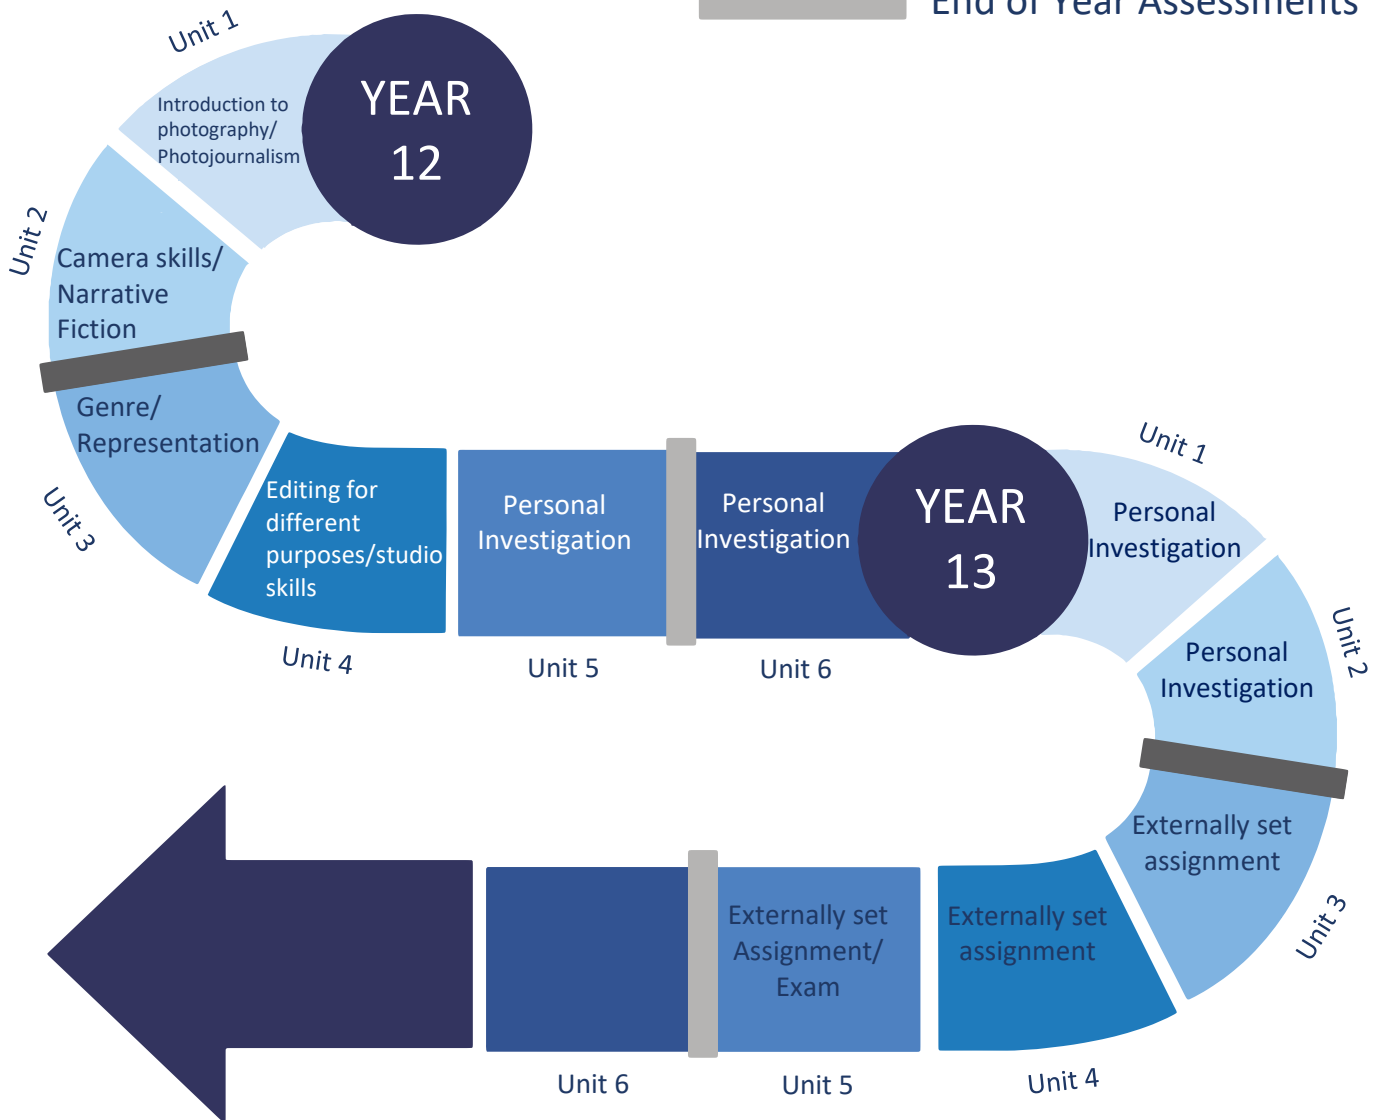 End of Year Assessments
Unit 1
YEAR
12
Introduction to
photography/
Photojournalism
Unit 2
Camera skills/
Narrative
Fiction
Genre/
Representation
Unit 3
Editing for
different
purposes/studio
skills
Unit 4
Personal
Investigation
Unit 5
Personal
Investigation
Unit 6
YEAR
13
Unit 1
Personal
Investigation
Unit 2
Personal
Investigation
Externally set
assignment
Unit 3
Externally set
assignment
Unit 4
Externally set
Assignment/
Exam
Unit 5
Unit 6